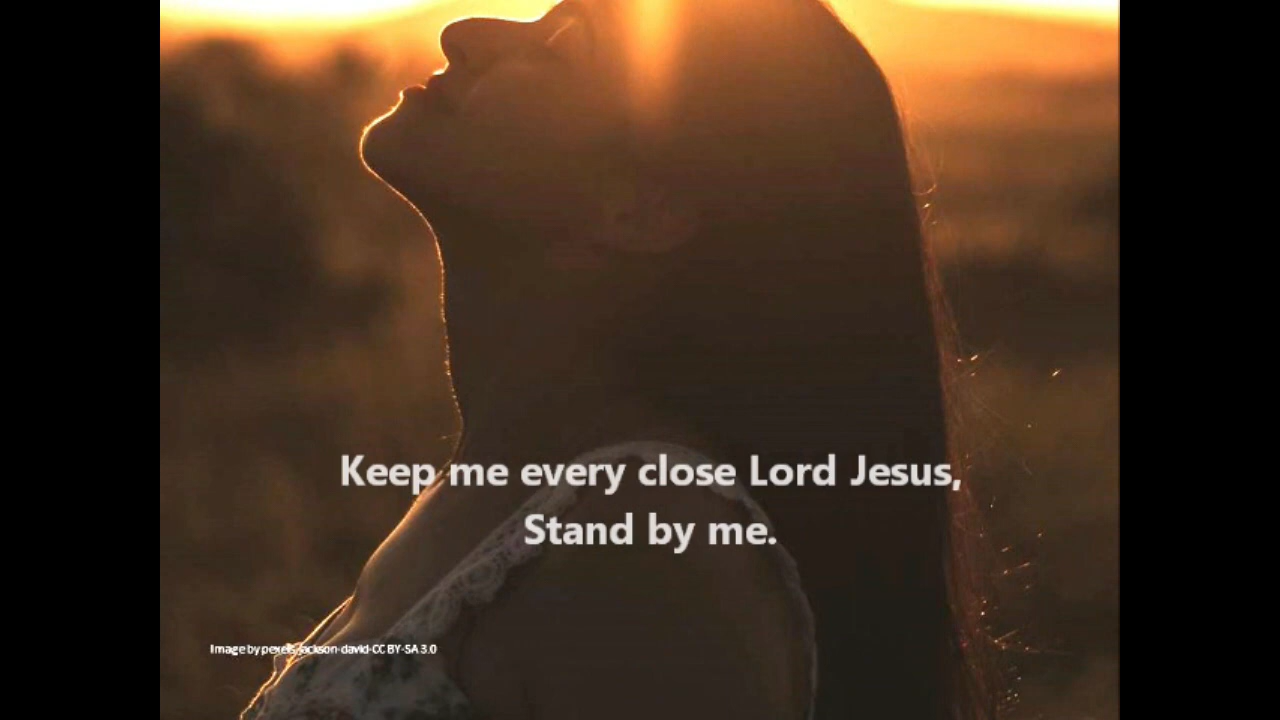 Keep me every close Lord Jesus,
Stand by me.
Image by pexels-jackson-david-CC BY-SA 3.0